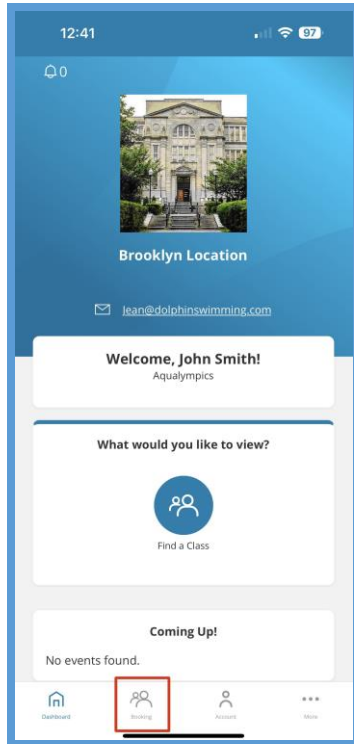 12:41
97
0
Brooklyn Location
Jean@dolphinswimming.com
Welcome, John Smith!
Aqualympics
What would you like to view?
Find a Class
Coming Up!
No events found.
Dashboard Booking Account More